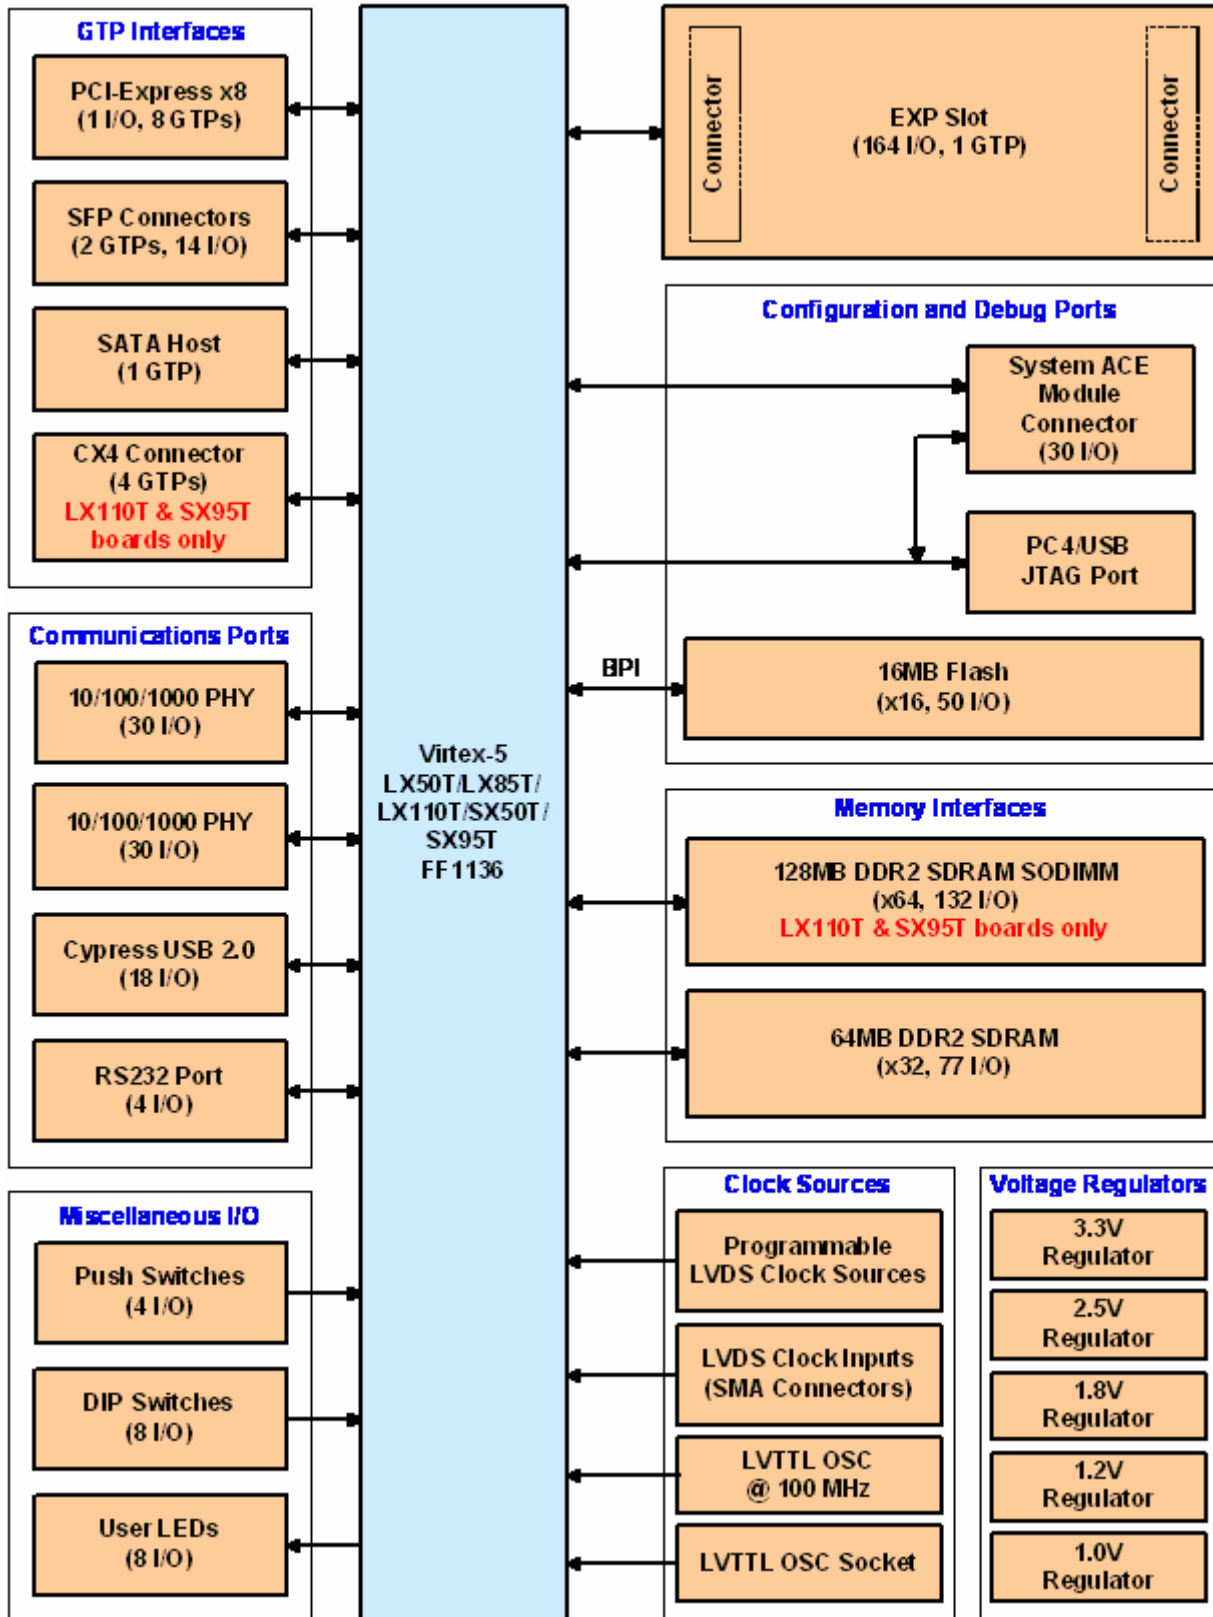 GTP Interfaces
PCI-Express x8
(1 I/O, 8 GTPs)
SFP Connectors
(2 GTPs, 14 I/O)
SATA Host
(1 GTP)
CX4 Connector
(4 GTPs)
LX110T & SX95T
boards only
Communications Ports
10/100/1000 PHY
(30 I/O)
10/100/1000 PHY
(30 I/O)
Cypress USB 2.0
(18 I/O)
RS232 Port
(4 I/O)
Miscellaneous I/O
Push Switches
(4 I/O)
DIP Switches
(8 I/O)
User LEDs
(8 I/O)
Virtex-5
LX50T/LX85T/
LX110T/SX50T/
SX95T
FF1136
Connector
EXP Slot
(164 I/O, 1 GTP)
Connector
Configuration and Debug Ports
System ACE
Module
Connector
(30 I/O)
PC4/USB
JTAG Port
BPI
16MB Flash
(x16, 50 I/O)
Memory Interfaces
128MB DDR2 SDRAM SODIMM
(x64, 132 I/O)
LX110T & SX95T boards only
64MB DDR2 SDRAM
(x32, 77 I/O)
Clock Sources
Programmable
LVDS Clock Sources
LVDS Clock Inputs
(SMA Connectors)
LVTTL OSC
@ 100 MHz
LVTTL OSC Socket
Voltage Regulators
3.3V
Regulator
2.5V
Regulator
1.8V
Regulator
1.2V
Regulator
1.0V
Regulator